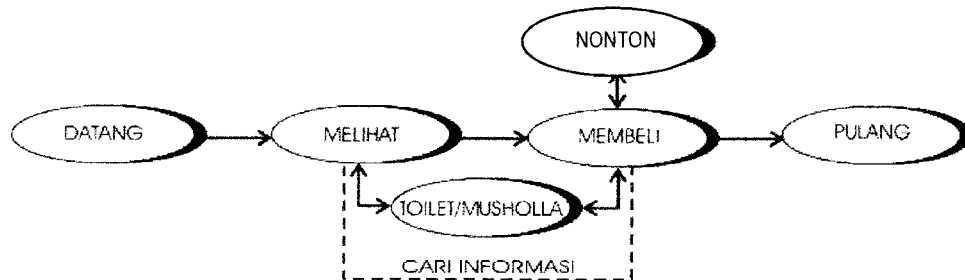 NONTON
DATANG
MELIHAT
MEMBELI
PULANG
TOILET/MUSHOLLA
CARI INFORMASI